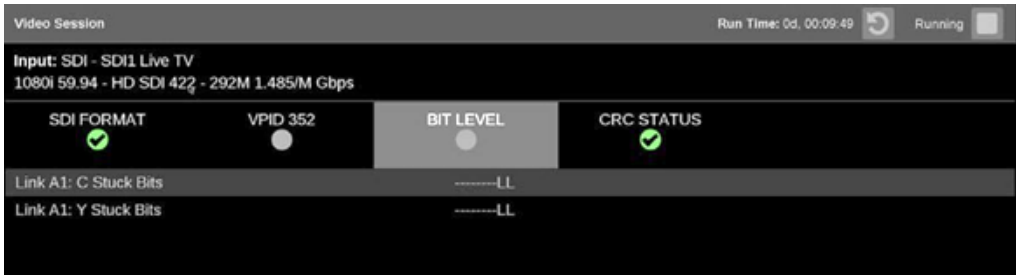 Video Session Run Time: 0d, 00:09:49 Running
Input: SDI - SDI1 Live TV
1080i 59.94 - HD SDI 422 - 292M 1.485/M Gbps
SDI FORMAT VPID 352 BIT LEVEL CRC STATUS
Link A1: C Stuck Bits --------LL
Link A1: Y Stuck Bits --------LL